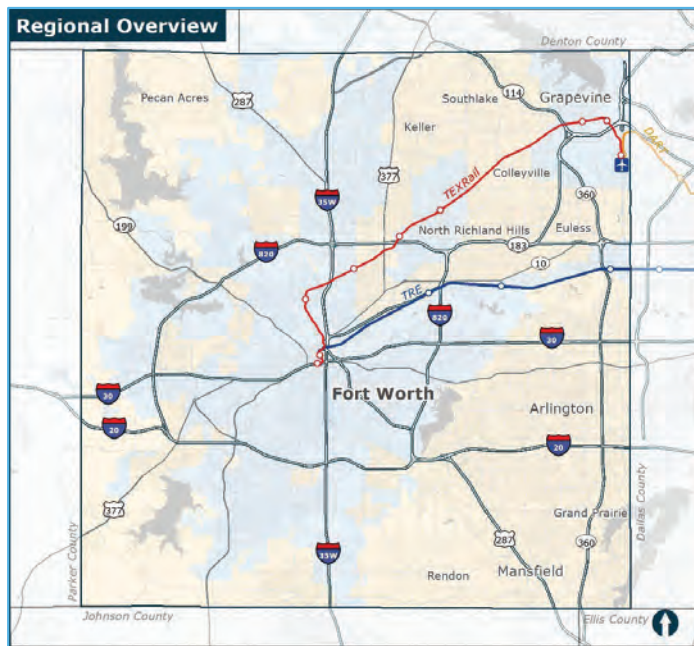 Regional Overview
Denton County
Pecan Acres
287
Southlake
114
Grapevine
Keller
DART
377
TEXRail
Colleyville
35W
360
199
North Richland Hills
Euless
820
183
10
TRE
820
30
Fort Worth
30
Arlington
20
20
377
Grand Prairie
Dallas County
287
360
35W
Parker County
Rendon
Mansfield
Johnson County
Ellis County